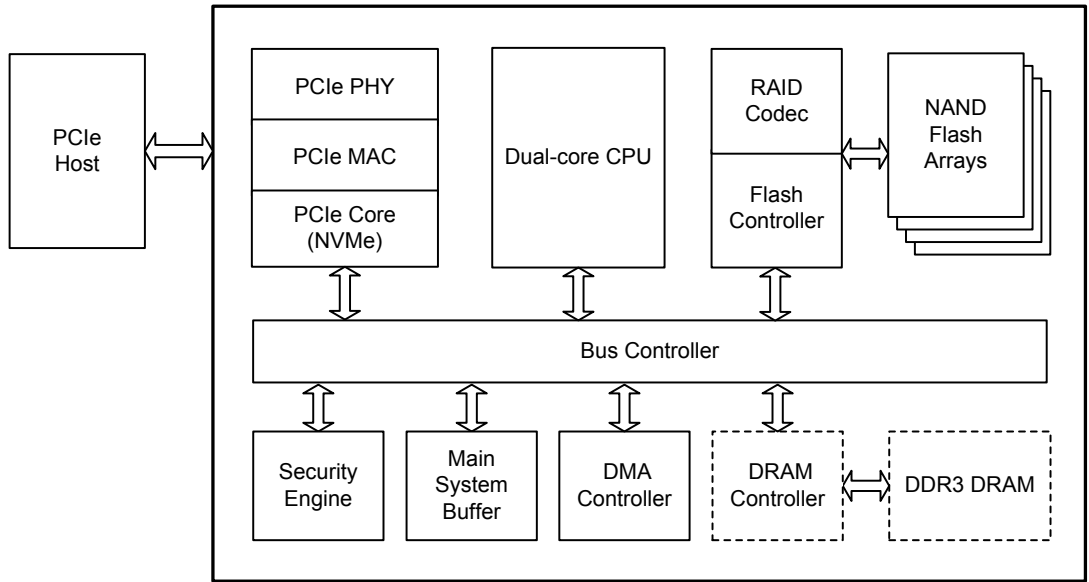 PCIe
Host
PCIe PHY
PCIe MAC
PCIe Core
(NVMe)
Dual-core CPU
RAID
Codec
Flash
Controller
NAND
Flash
Arrays
Bus Controller
Security
Engine
Main
System
Buffer
DMA
Controller
DRAM
Controller
DDR3 DRAM